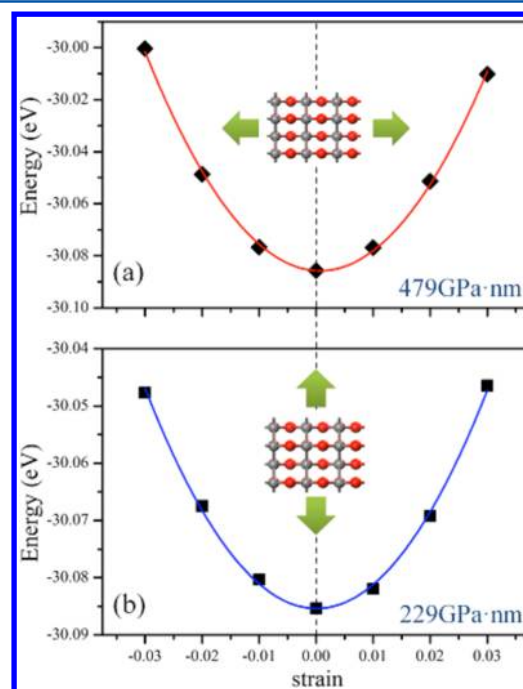 -30.00
-30.02
-30.04
-30.06
-30.08
-30.10
Energy (eV)
(a)
479GPa·nm
-30.04
-30.05
-30.06
-30.07
-30.08
-30.09
Energy (eV)
(b)
229GPa·nm
-0.03 -0.02 -0.01 0.00 0.01 0.02 0.03
strain